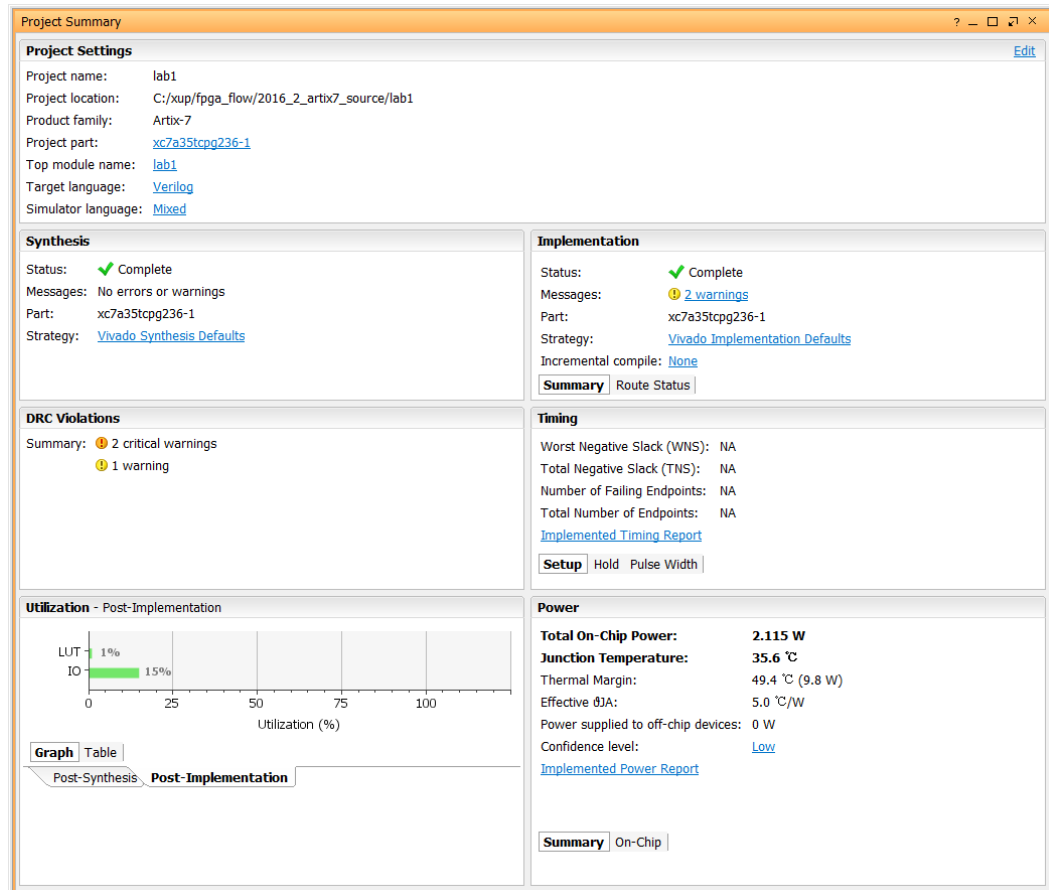 Project Summary
? _ □ ×
Project Settings Edit
Project name: lab1
Project location: C:/xup/fpga_flow/2016_2_artix7_source/lab1
Product family: Artix-7
Project part: xc7a35tcpg236-1
Top module name: lab1
Target language: Verilog
Simulator language: Mixed
Synthesis
Status: Complete
Messages: No errors or warnings
Part: xc7a35tcpg236-1
Strategy: Vivado Synthesis Defaults
Implementation
Status: Complete
Messages: 2 warnings
Part: xc7a35tcpg236-1
Strategy: Vivado Implementation Defaults
Incremental compile: None
Summary Route Status
DRC Violations
Summary: 2 critical warnings
1 warning
Timing
Worst Negative Slack (WNS): NA
Total Negative Slack (TNS): NA
Number of Failing Endpoints: NA
Total Number of Endpoints: NA
Implemented Timing Report
Setup Hold Pulse Width
Utilization - Post-Implementation
LUT 1%
IO 15%
0 25 50 75 100
Utilization (%)
Graph Table
Post-Synthesis Post-Implementation
Power
Total On-Chip Power: 2.115 W
Junction Temperature: 35.6 ℃
Thermal Margin: 49.4 ℃ (9.8 W)
Effective ϑJA: 5.0 ℃/W
Power supplied to off-chip devices: 0 W
Confidence level: Low
Implemented Power Report
Summary On-Chip